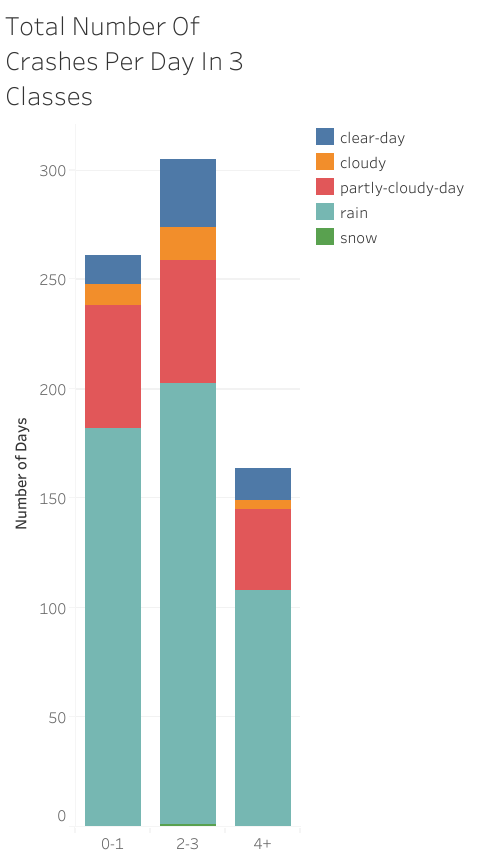 Total Number Of
Crashes Per Day In 3
Classes
clear-day
cloudy
partly-cloudy-day
rain
snow
300
250
200
150
100
50
0
Number of Days
0-1
2-3
4+